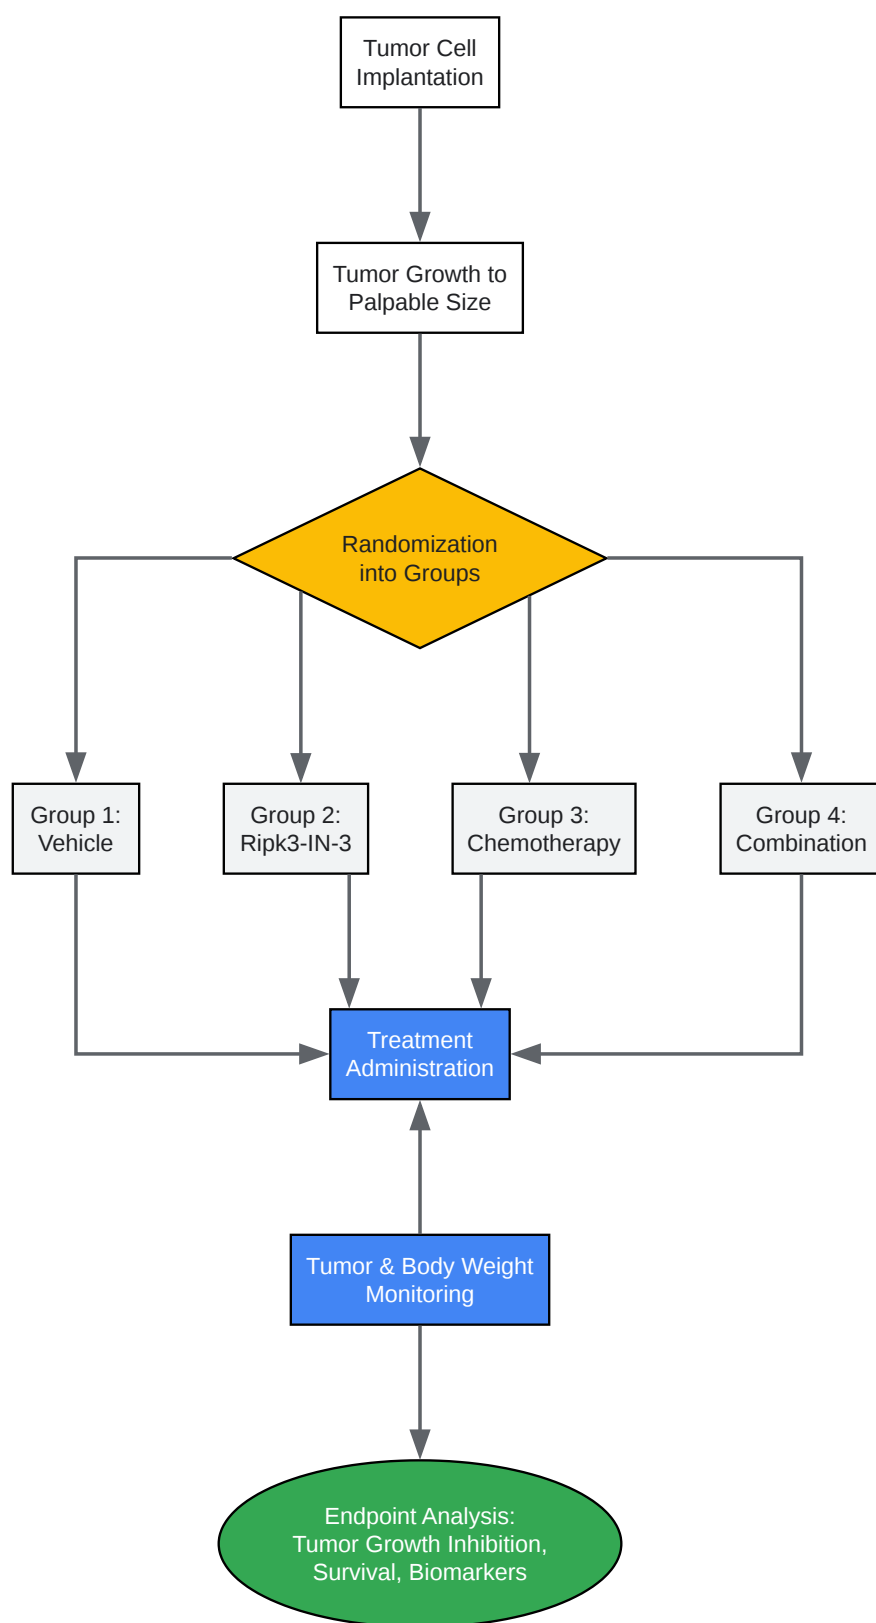 Tumor Cell
Implantation
Tumor Growth to
Palpable Size
Randomization
into Groups
Group 1:
Vehicle
Group 2:
Ripk3-IN-3
Group 3:
Chemotherapy
Group 4:
Combination
Treatment
Administration
Tumor & Body Weight
Monitoring
Endpoint Analysis:
Tumor Growth Inhibition,
Survival, Biomarkers